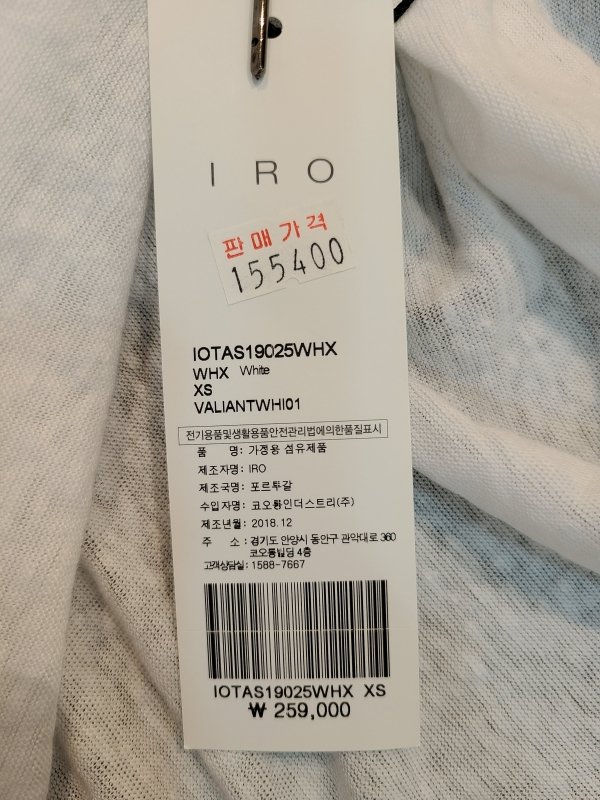 IRO
판매가격
155400
IOTAS19025WHX
WHX White
XS
VALIANTWHI01
전기용품및생활용품안전관리법에의한품질표시
품 명: 가정용 섬유제품
제조자명: IRO
제조국명: 포르투갈
수입자명: 코오롱인더스트리(주)
제조년월: 2018.12
주 소: 경기도 안양시 동안구 관악대로 360
코오롱빌딩 4층
고객상담실: 1588-7667
IOTAS19025WHX XS
₩ 259,000